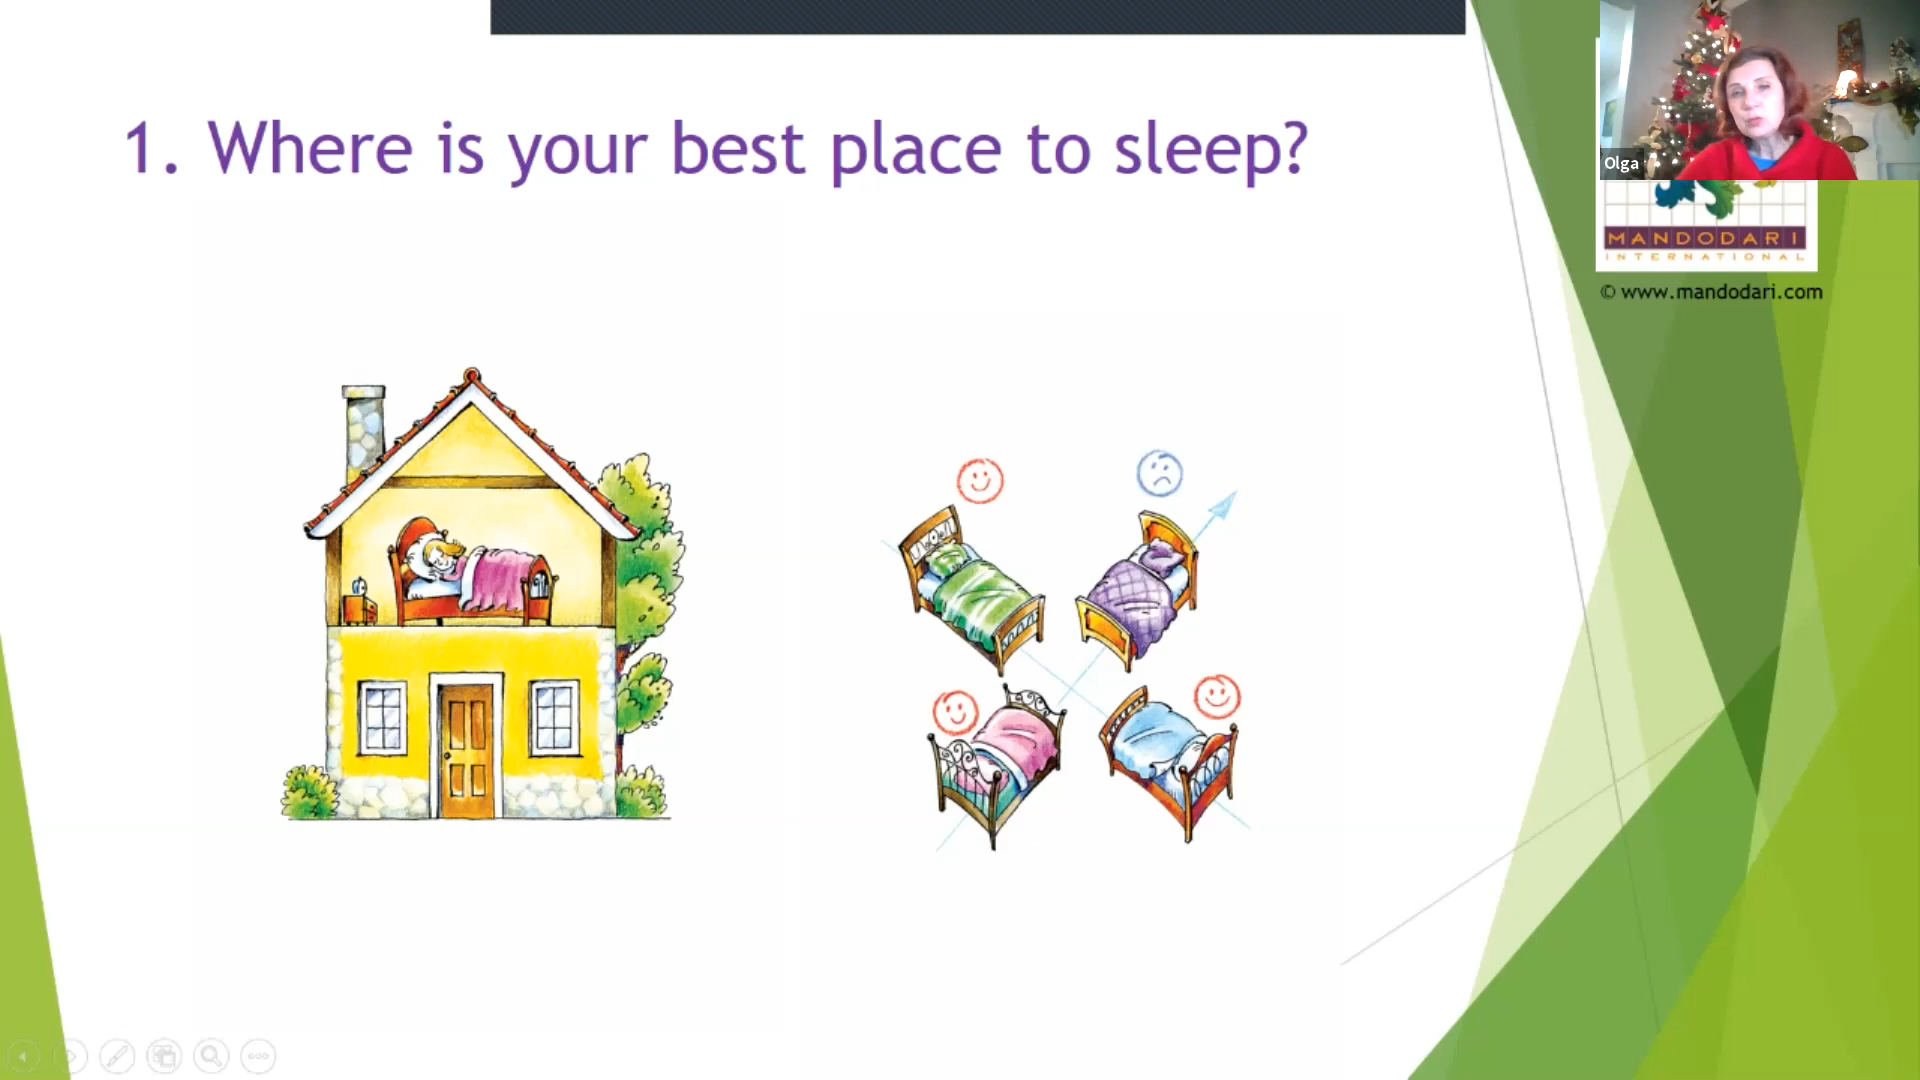 1. Where is your best place to sleep?
Olga
MANDODARI
INTERNATIONAL
© www.mandodari.com